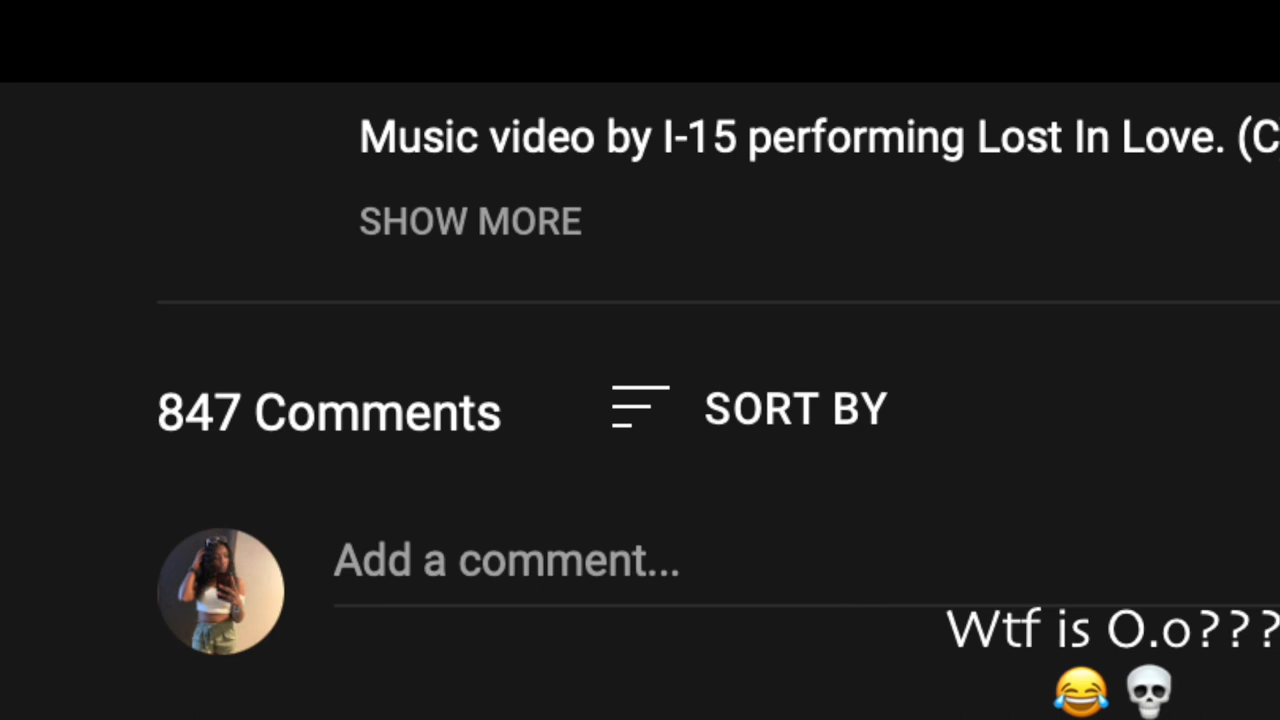 Music video by I-15 performing Lost In Love. (C
SHOW MORE
847 Comments
SORT BY
Add a comment...
Wtf is O.o???
😂 💀